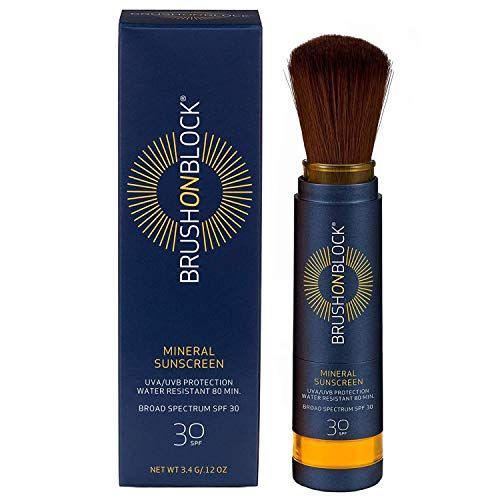 BRUSHONBLOCK®
MINERAL
SUNSCREEN
UVA/UVB PROTECTION
WATER RESISTANT 80 MIN.
BROAD SPECTRUM SPF 30
30
SPF
NET WT 3.4 G/.12 OZ
BRUSHONBLOCK®
MINERAL
SUNSCREEN
UVA/UVB PROTECTION
WATER RESISTANT 80 MIN.
BROAD SPECTRUM SPF 30
30
SPF